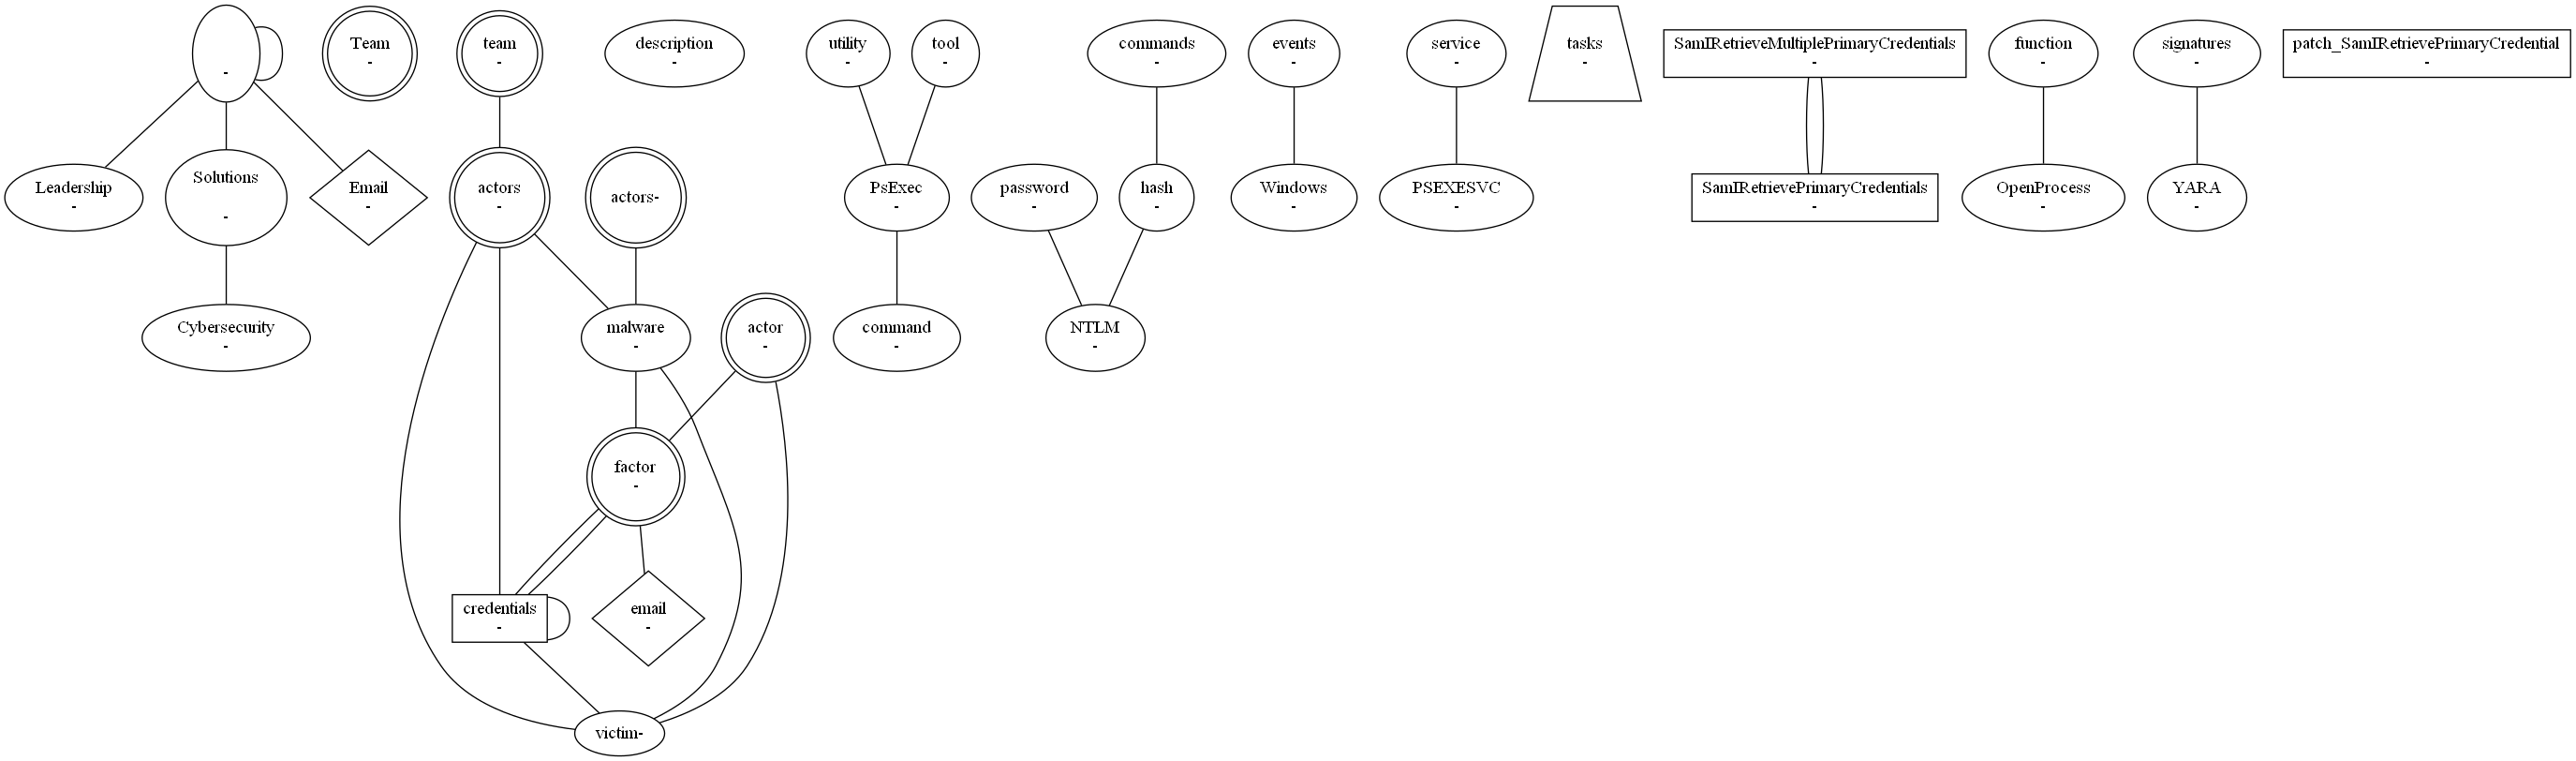 -
Team
-
team
-
description
-
utility
-
tool
-
commands
-
events
-
service
-
tasks
-
SamIRetrieveMultiplePrimaryCredentials
-
function
-
signatures
-
patch_SamIRetrievePrimaryCredential
-
Leadership
-
Solutions
-
Email
-
actors
-
actors-
PsExec
-
password
-
hash
-
Windows
-
PSEXESVC
-
SamIRetrievePrimaryCredentials
-
OpenProcess
-
YARA
-
Cybersecurity
-
malware
-
actor
-
command
-
NTLM
-
factor
-
credentials
-
email
-
victim-